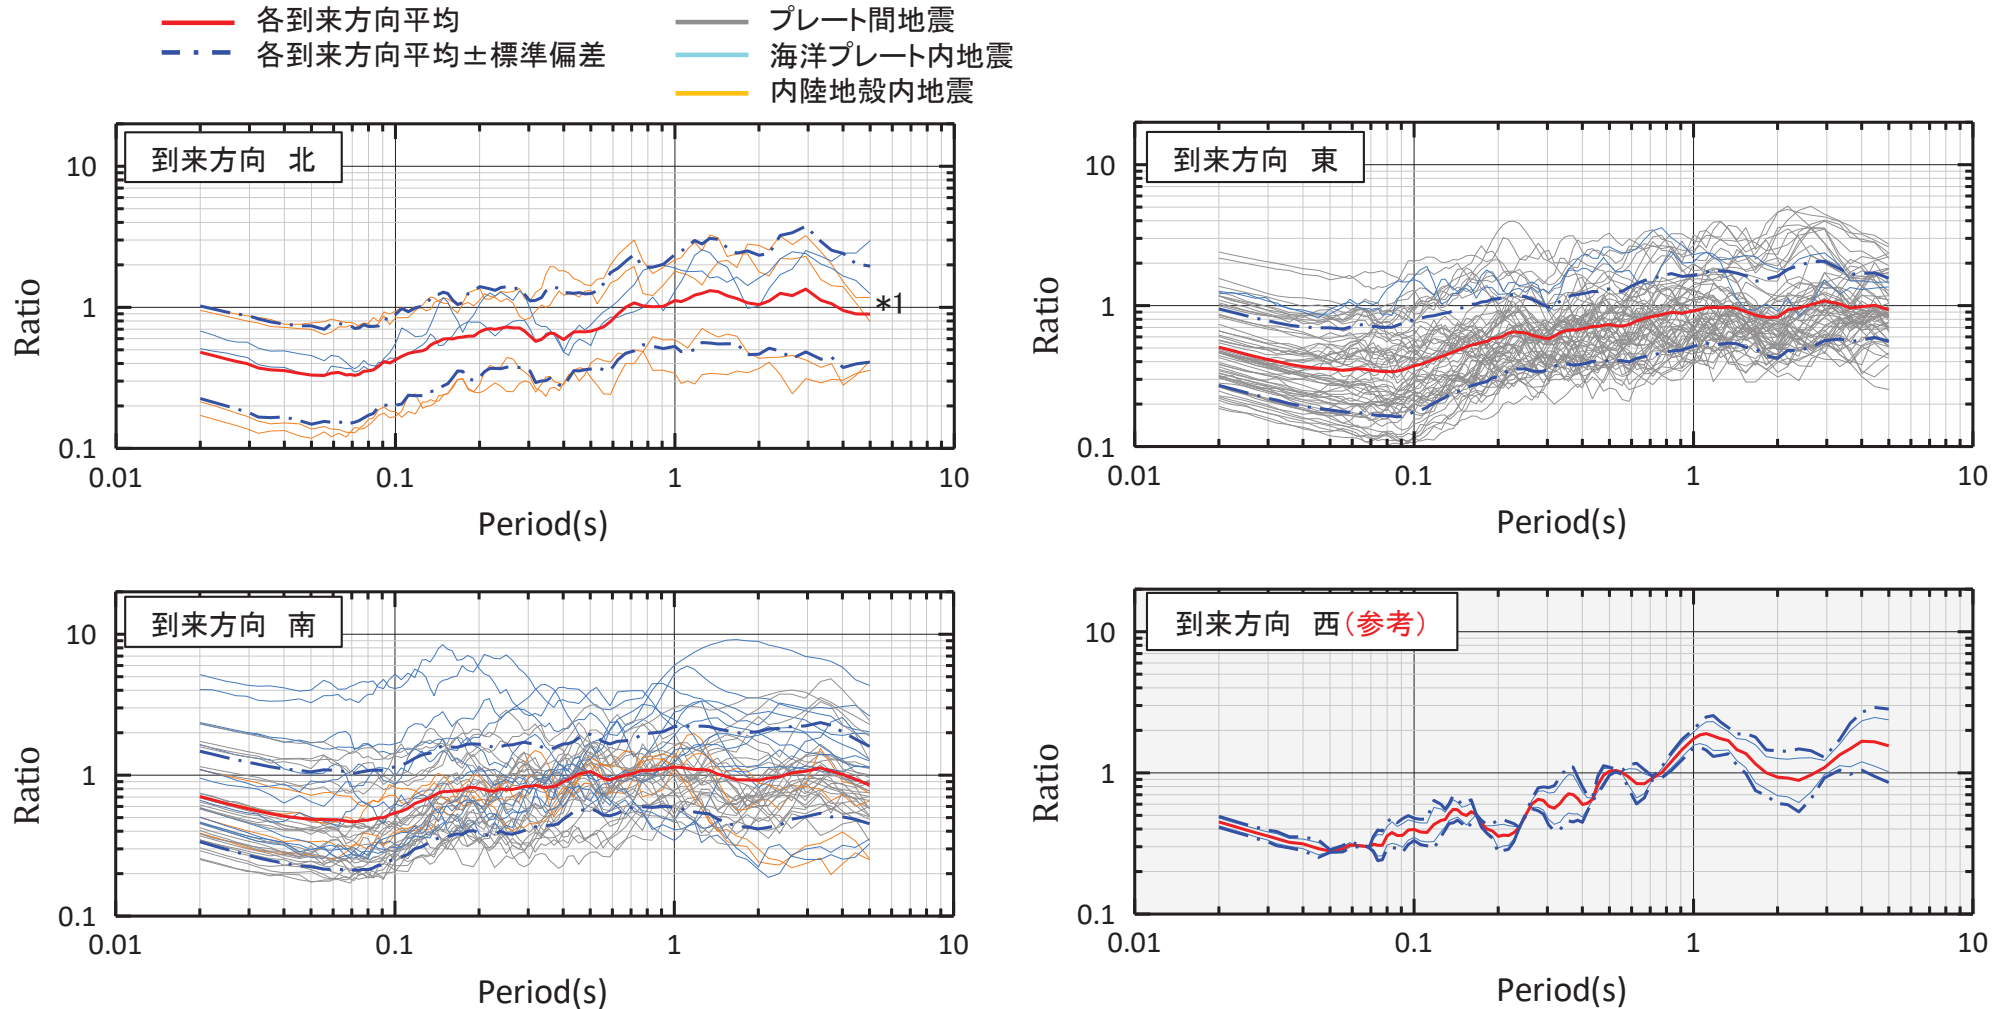 各到来方向平均
各到来方向平均±標準偏差
プレート間地震
海洋プレート内地震
内陸地殻内地震
到来方向　北
10
1
0.1
0.01
0.1
1
10
Ratio
Period(s)
*1
到来方向　東
10
1
0.1
0.01
0.1
1
10
Ratio
Period(s)
到来方向　南
10
1
0.1
0.01
0.1
1
10
Ratio
Period(s)
到来方向　西(参考)
10
1
0.1
0.01
0.1
1
10
Ratio
Period(s)